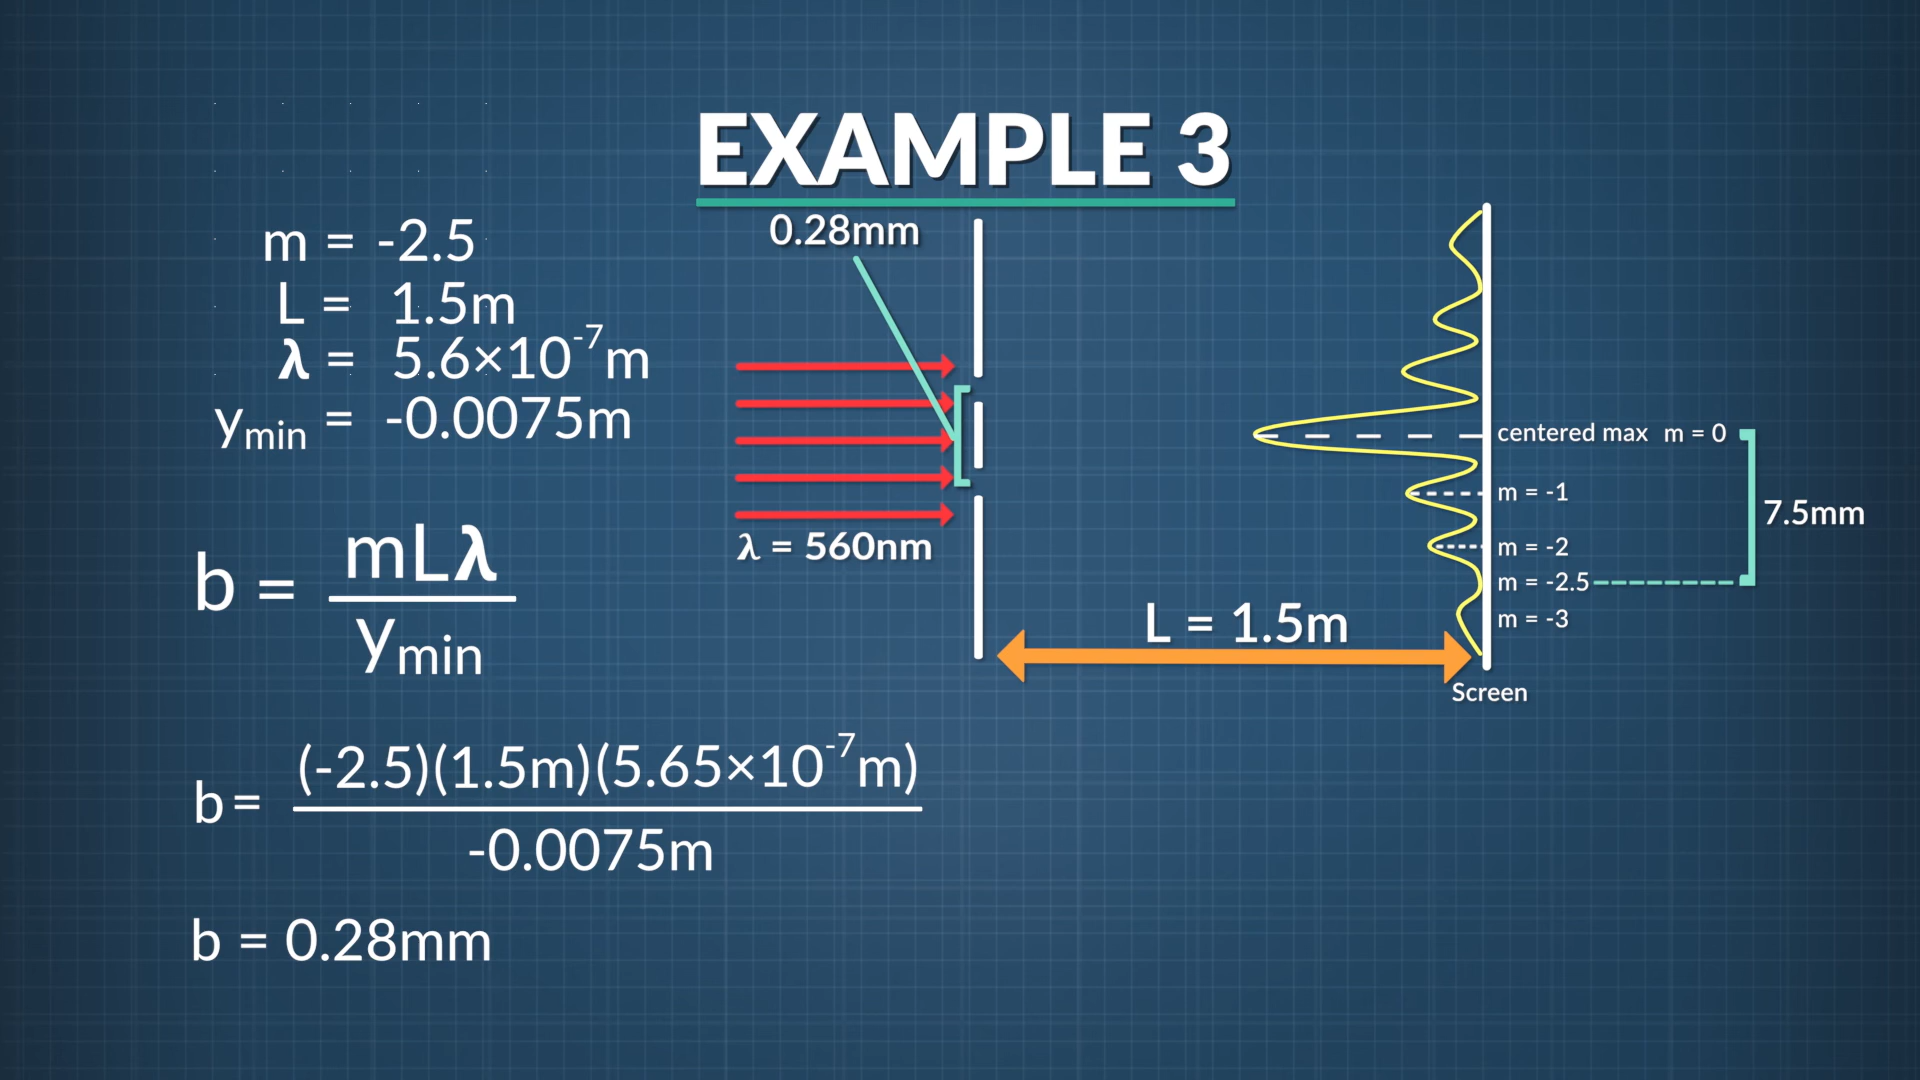 EXAMPLE 3
m = -2.5
L = 1.5m
λ = 5.6×10⁻⁷m
yₘᵢₙ = -0.0075m
b = mLλ
yₘᵢₙ
b = (-2.5)(1.5m)(5.65×10⁻⁷m)
-0.0075m
b = 0.28mm
0.28mm
λ = 560nm
L = 1.5m
centered max m = 0
m = -1
m = -2
m = -2.5
m = -3
7.5mm
Screen